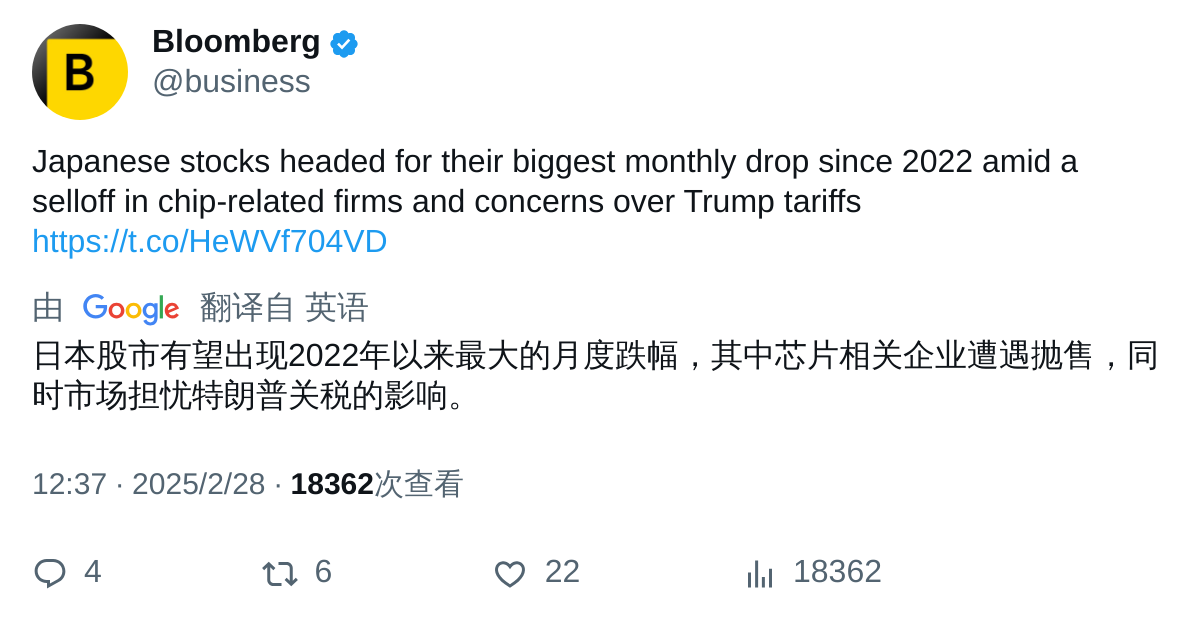 B
Bloomberg
@business
Japanese stocks headed for their biggest monthly drop since 2022 amid a
selloff in chip-related firms and concerns over Trump tariffs
https://t.co/HeWVf704VD
由 Google 翻译自 英语
日本股市有望出现2022年以来最大的月度跌幅，其中芯片相关企业遭遇抛售，同
时市场担忧特朗普关税的影响。
12:37 · 2025/2/28 · 18362次查看
4 6 22 18362